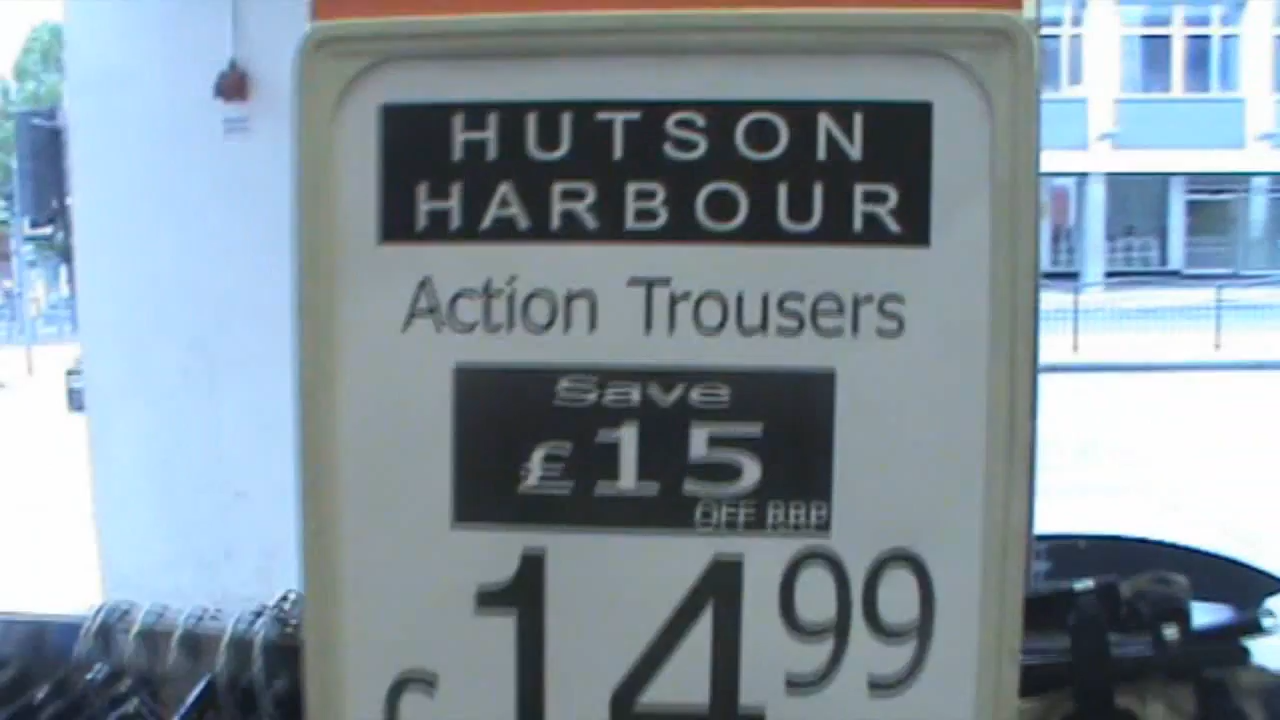 HUTSON
HARBOUR
Action Trousers
Save
£15
OFF RRP
£14.99